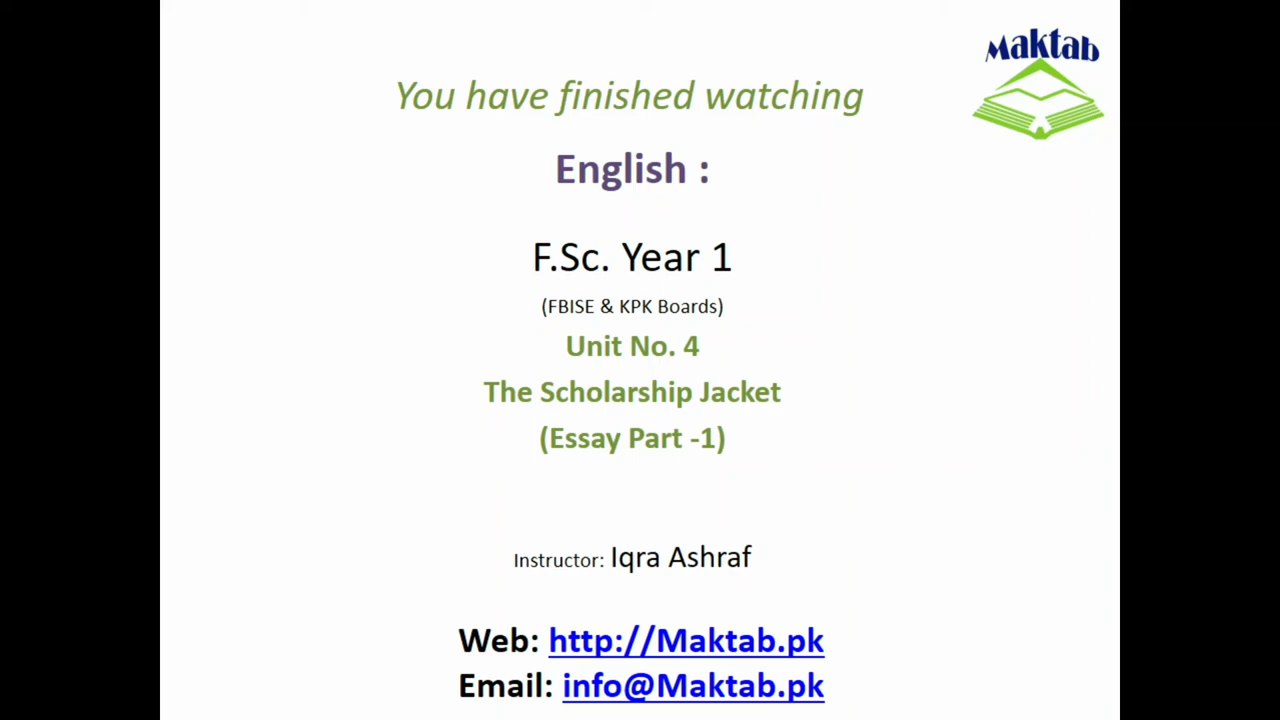 Maktab
You have finished watching
English :
F.Sc. Year 1
(FBISE & KPK Boards)
Unit No. 4
The Scholarship Jacket
(Essay Part -1)
Instructor: Iqra Ashraf
Web: http://Maktab.pk
Email: info@Maktab.pk